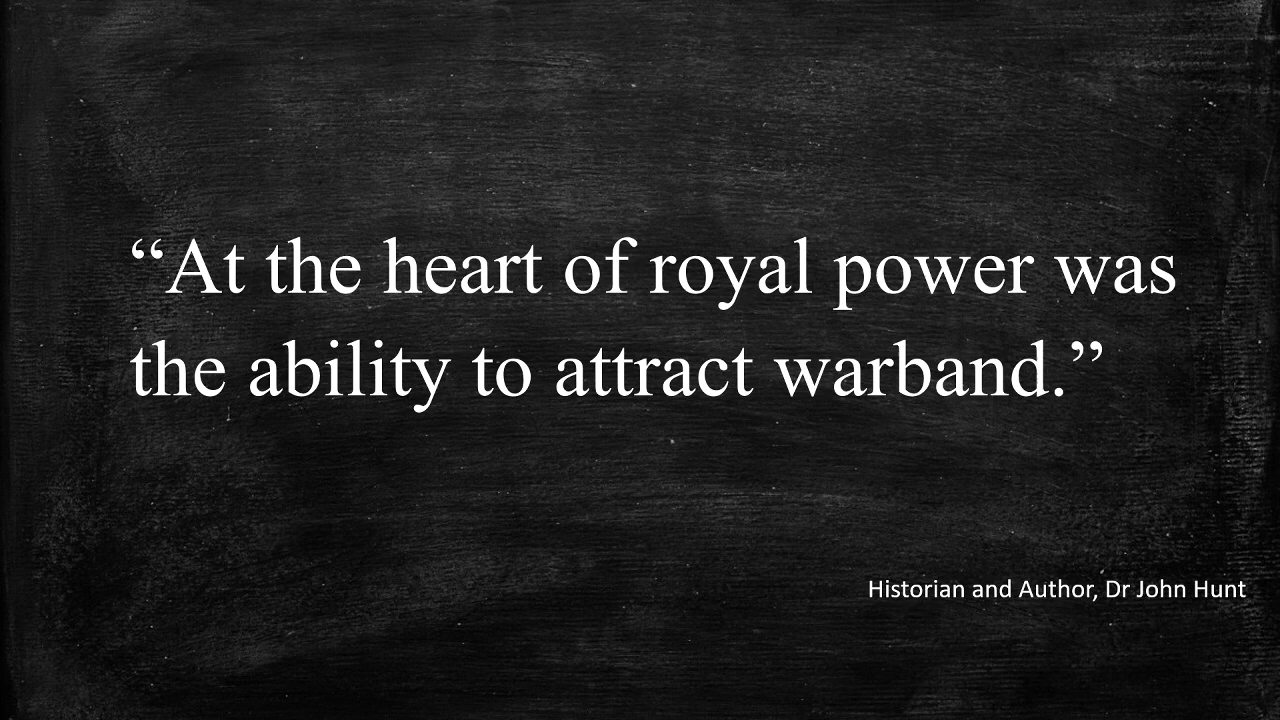 “At the heart of royal power was
the ability to attract warband.”
Historian and Author, Dr John Hunt